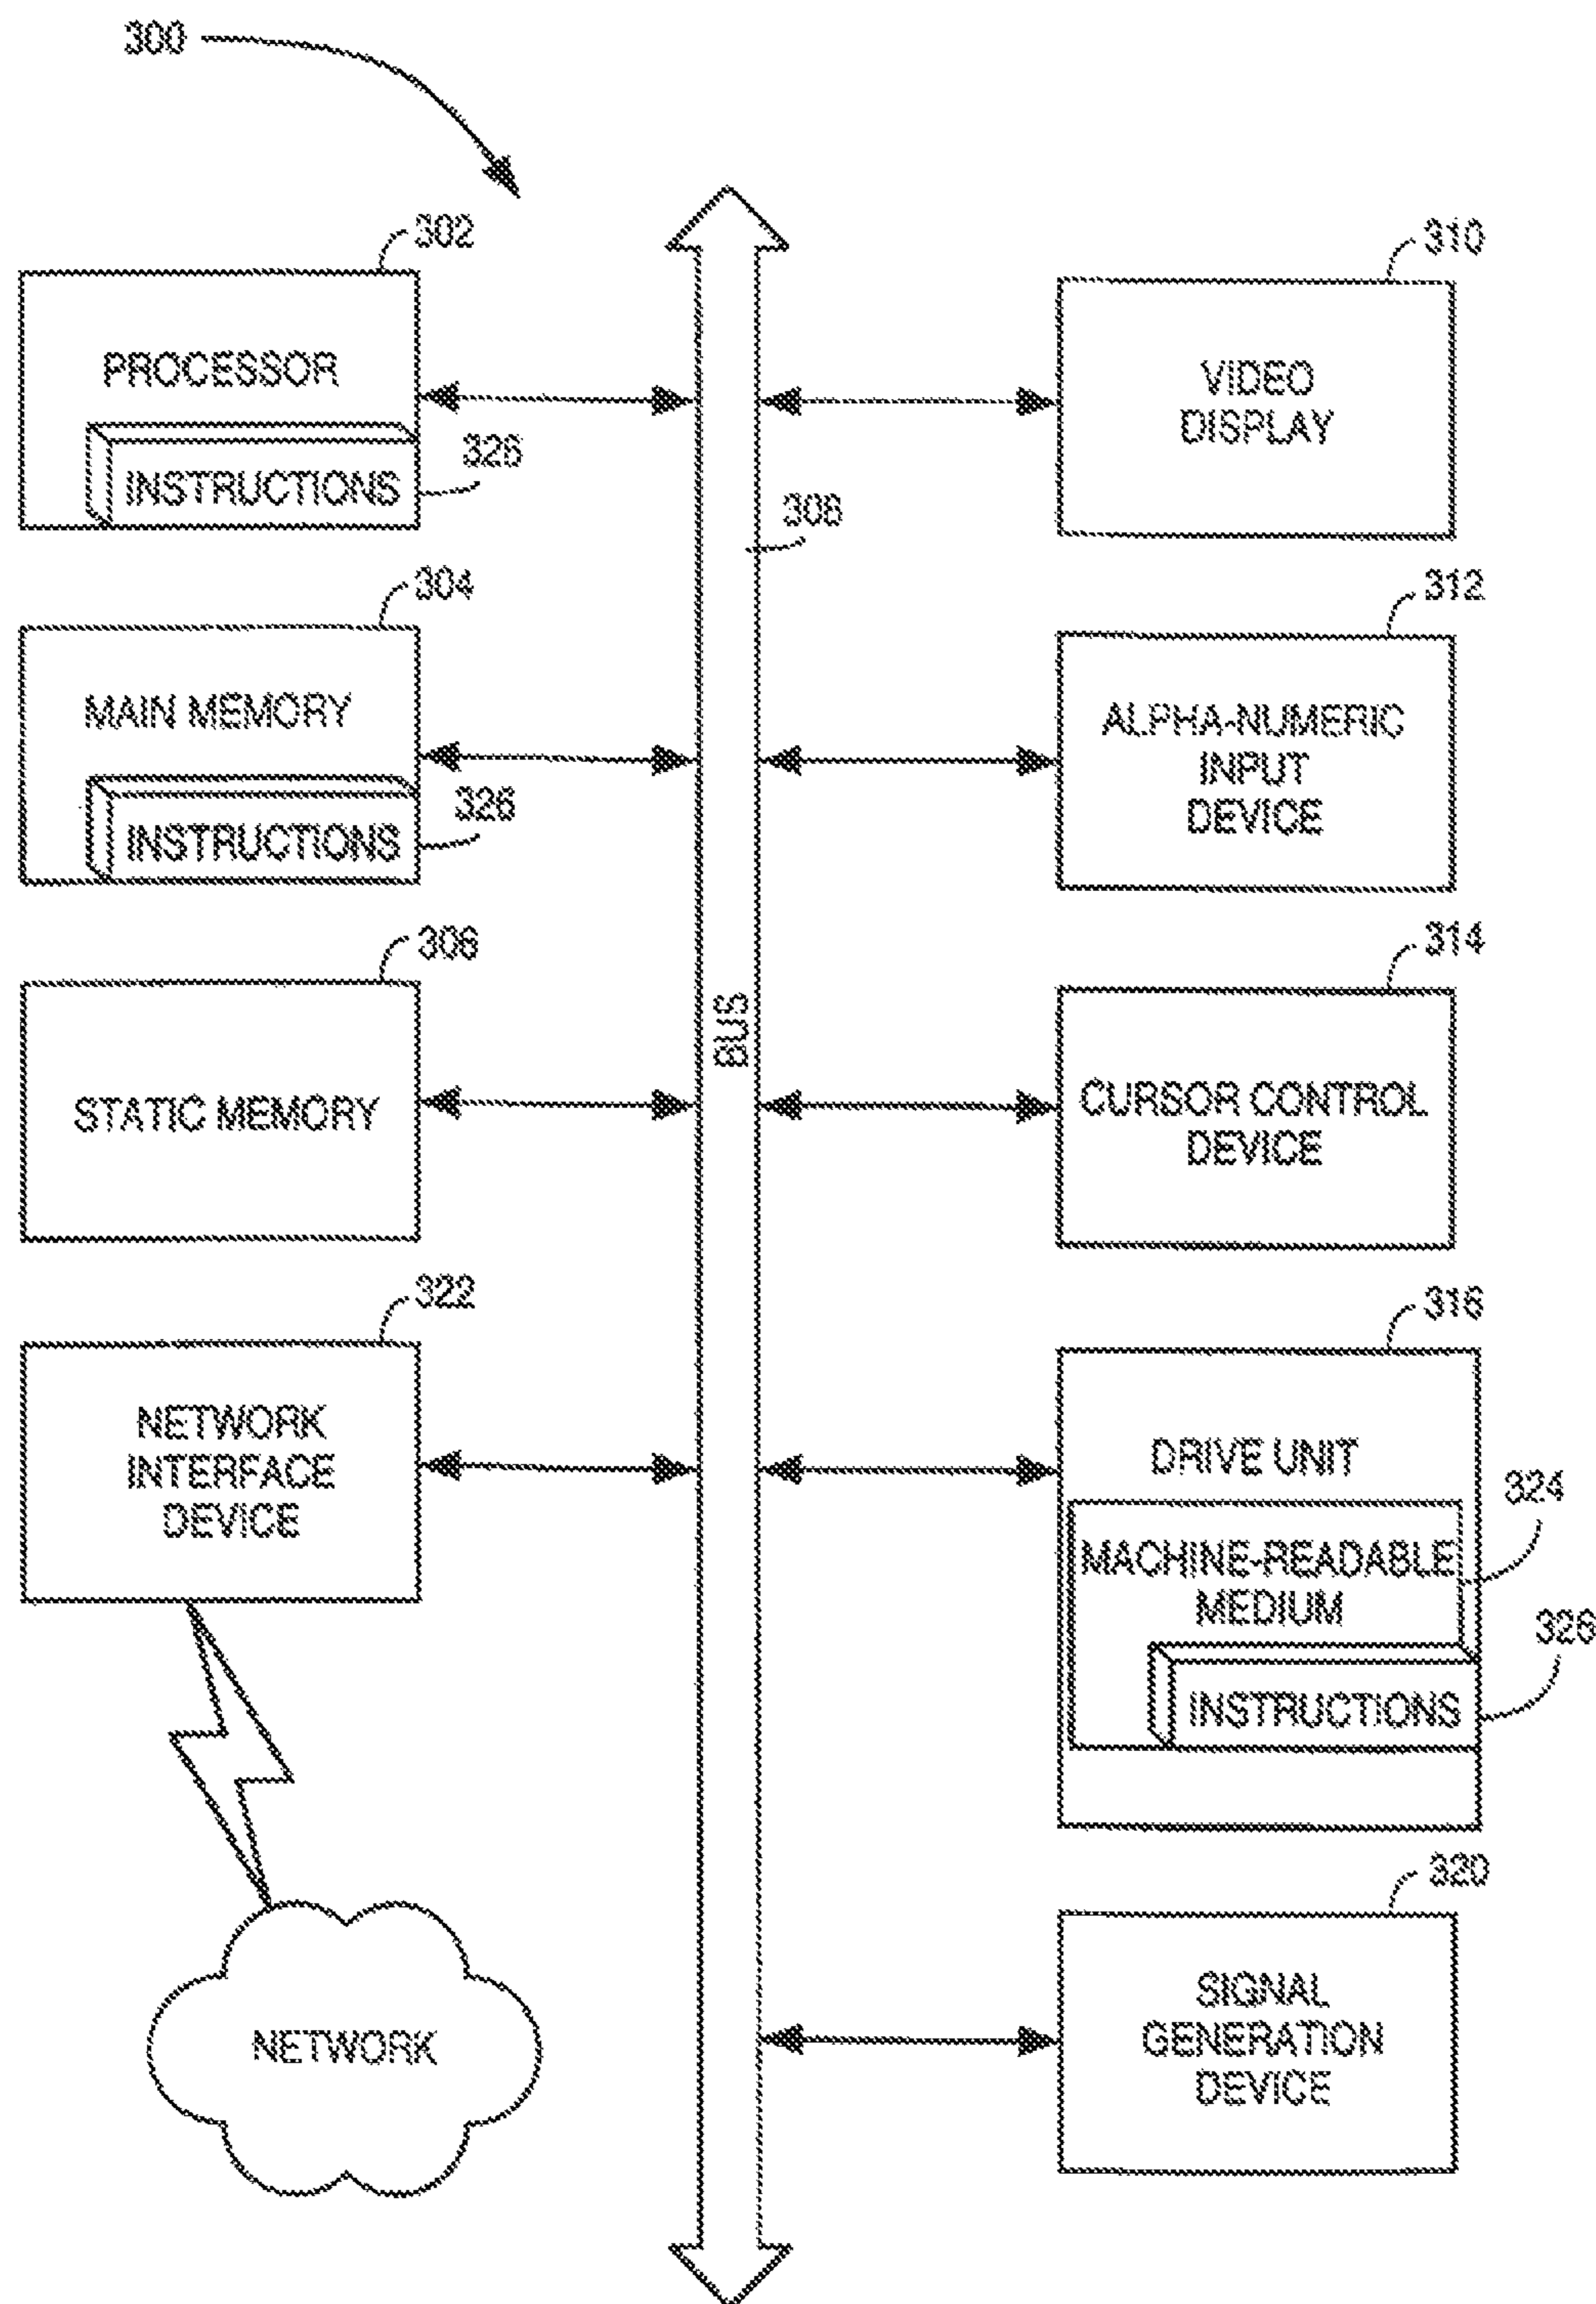 300
302
PROCESSOR
INSTRUCTIONS
326
304
MAIN MEMORY
INSTRUCTIONS
326
306
STATIC MEMORY
322
NETWORK
INTERFACE
DEVICE
NETWORK
308
BUS
310
VIDEO
DISPLAY
312
ALPHA-NUMERIC
INPUT
DEVICE
314
CURSOR CONTROL
DEVICE
316
DRIVE UNIT
324
MACHINE-READABLE
MEDIUM
326
INSTRUCTIONS
320
SIGNAL
GENERATION
DEVICE